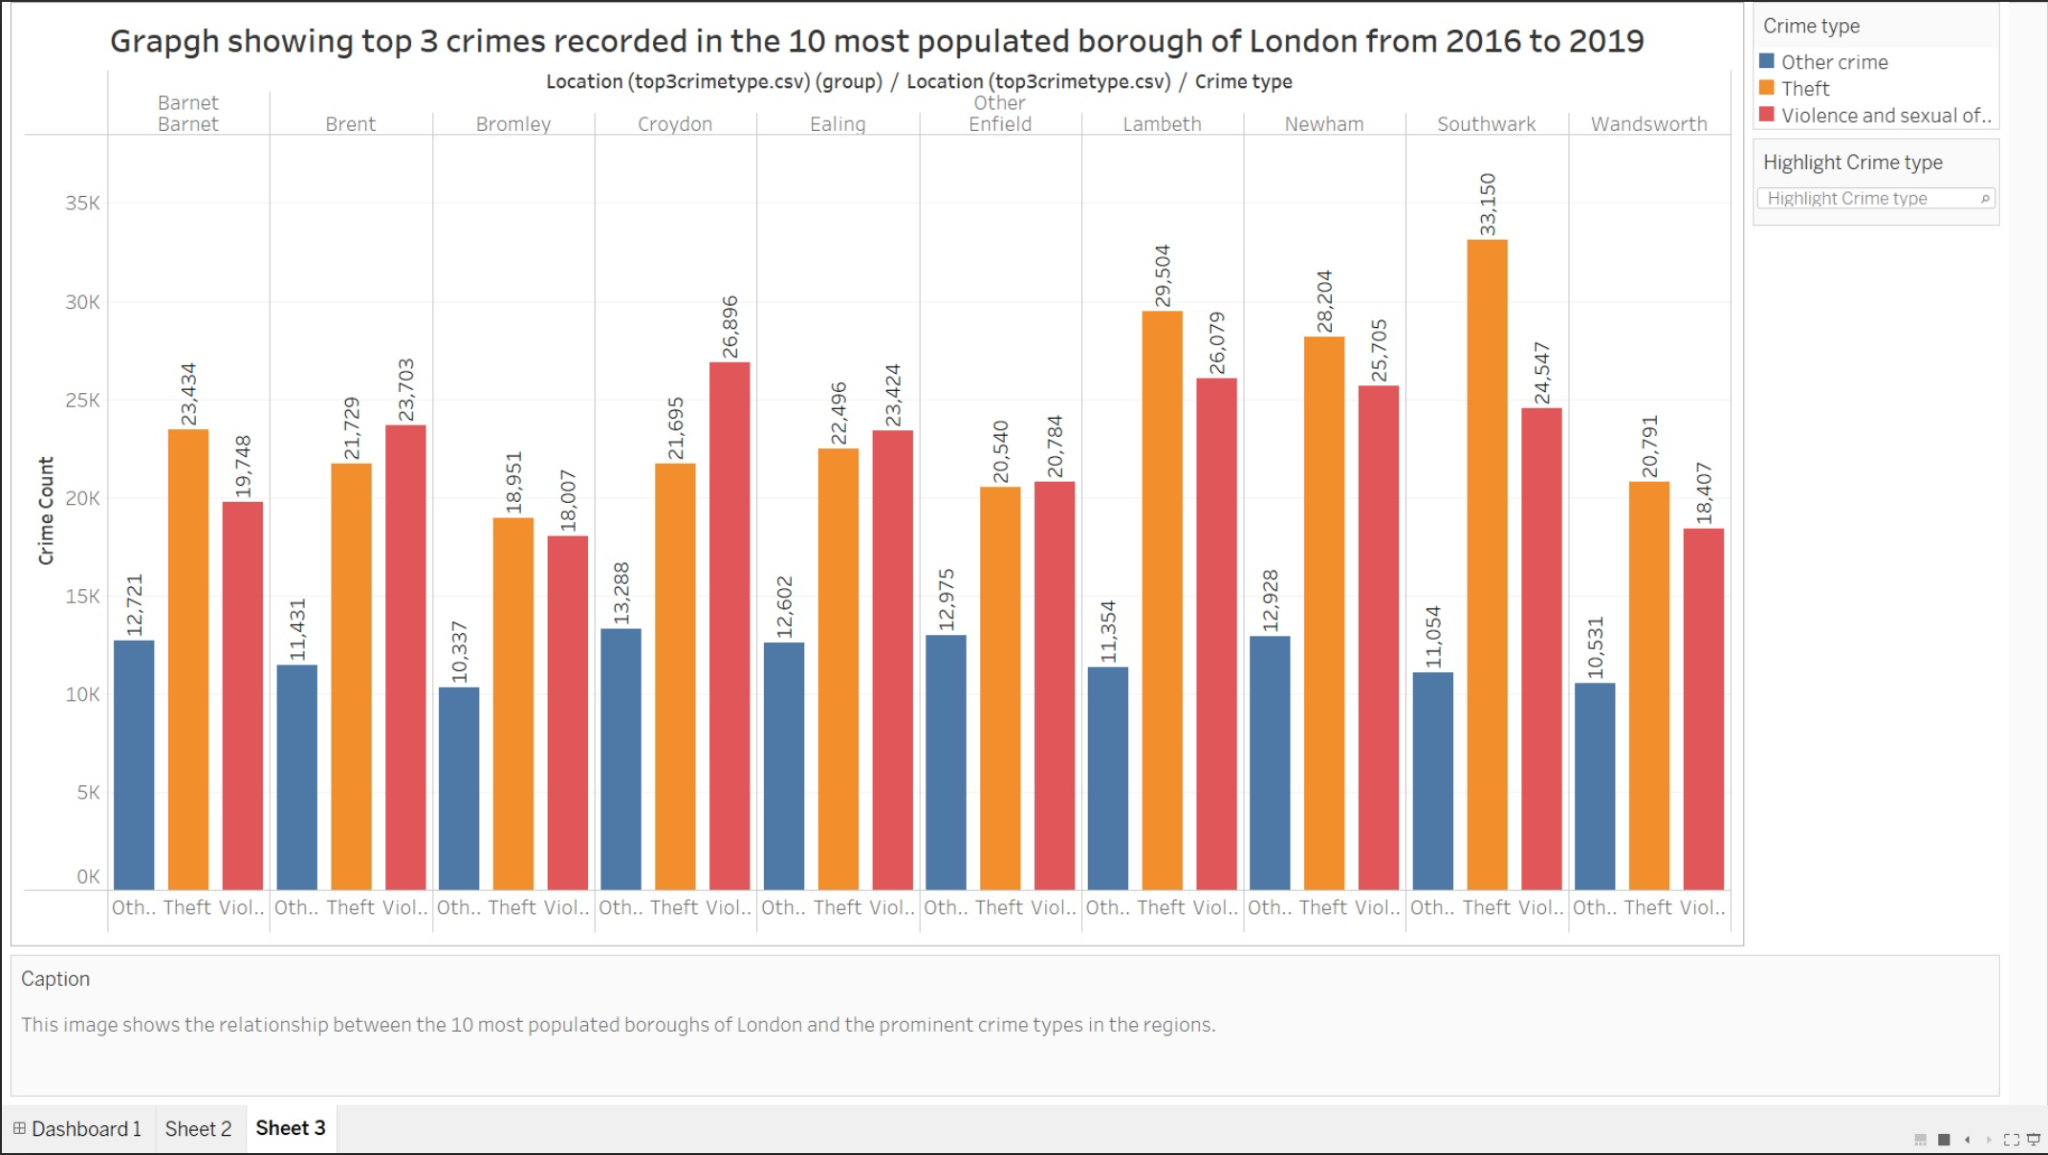 Grapgh showing top 3 crimes recorded in the 10 most populated borough of London from 2016 to 2019
Location (top3crimetype.csv) (group) / Location (top3crimetype.csv) / Crime type
Barnet Other
Barnet Brent Bromley Croydon Ealing Enfield Lambeth Newham Southwark Wandsworth
Crime Count
35K
30K
25K
20K
15K
10K
5K
0K
12,721 23,434 19,748
11,431 21,729 23,703
10,337 18,951 18,007
13,288 21,695 26,896
12,602 22,496 23,424
12,975 20,540 20,784
11,354 29,504 26,079
12,928 28,204 25,705
11,054 33,150 24,547
10,531 20,791 18,407
Oth.. Theft Viol.. Oth.. Theft Viol.. Oth.. Theft Viol.. Oth.. Theft Viol.. Oth.. Theft Viol.. Oth.. Theft Viol.. Oth.. Theft Viol.. Oth.. Theft Viol.. Oth.. Theft Viol.. Oth.. Theft Viol..
Crime type
Other crime
Theft
Violence and sexual of..
Highlight Crime type
Highlight Crime type
Caption
This image shows the relationship between the 10 most populated boroughs of London and the prominent crime types in the regions.
Dashboard 1 Sheet 2 Sheet 3